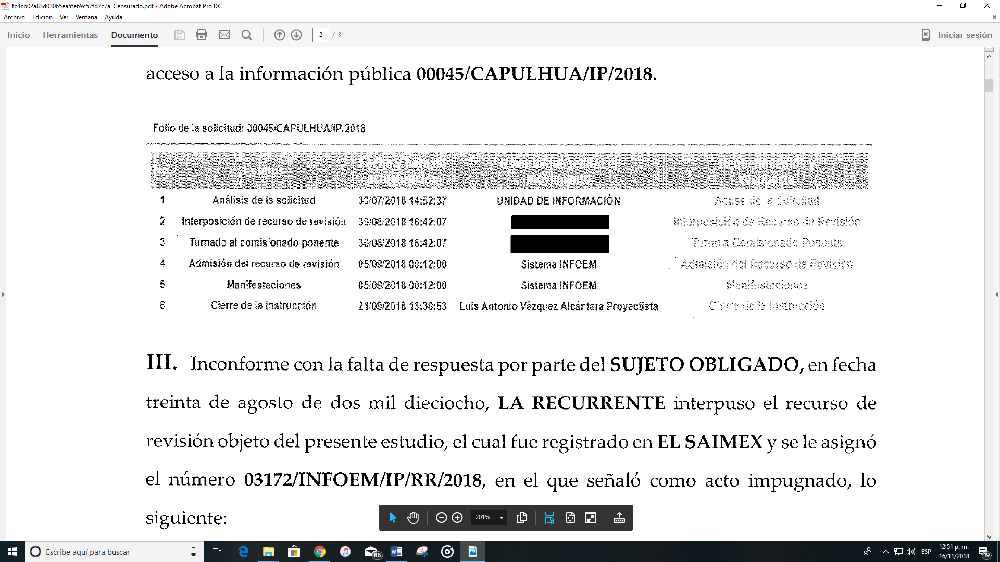 fc4cb02a83d03065ea5fe69c57fd7c7a_Censurado.pdf - Adobe Acrobat Pro DC
Archivo Edición Ver Ventana Ayuda
Inicio Herramientas Documento 2 / 31 Iniciar sesión
acceso a la información pública 00045/CAPULHUA/IP/2018.
Folio de la solicitud: 00045/CAPULHUA/IP/2018
No. Estatus Fecha y hora de actualización Usuario que realiza el movimiento Requerimientos y respuesta
1 Análisis de la solicitud 30/07/2018 14:52:37 UNIDAD DE INFORMACIÓN Acuse de la Solicitud
2 Interposición de recurso de revisión 30/08/2018 16:42:07 Interposición de Recurso de Revisión
3 Turnado al comisionado ponente 30/08/2018 16:42:07 Turno a Comisionado Ponente
4 Admisión del recurso de revisión 05/09/2018 00:12:00 Sistema INFOEM Admisión del Recurso de Revisión
5 Manifestaciones 05/09/2018 00:12:00 Sistema INFOEM Manifestaciones
6 Cierre de la instrucción 21/09/2018 13:30:53 Luis Antonio Vázquez Alcántara Proyectista Cierre de la Instrucción
III. Inconforme con la falta de respuesta por parte del SUJETO OBLIGADO, en fecha
treinta de agosto de dos mil dieciocho, LA RECURRENTE interpuso el recurso de
revisión objeto del presente estudio, el cual fue registrado en EL SAIMEX y se le asignó
el número 03172/INFOEM/IP/RR/2018, en el que señaló como acto impugnado, lo
siguiente:
201%
Escribe aquí para buscar
86
ESP
12:51 p. m.
16/11/2018
19